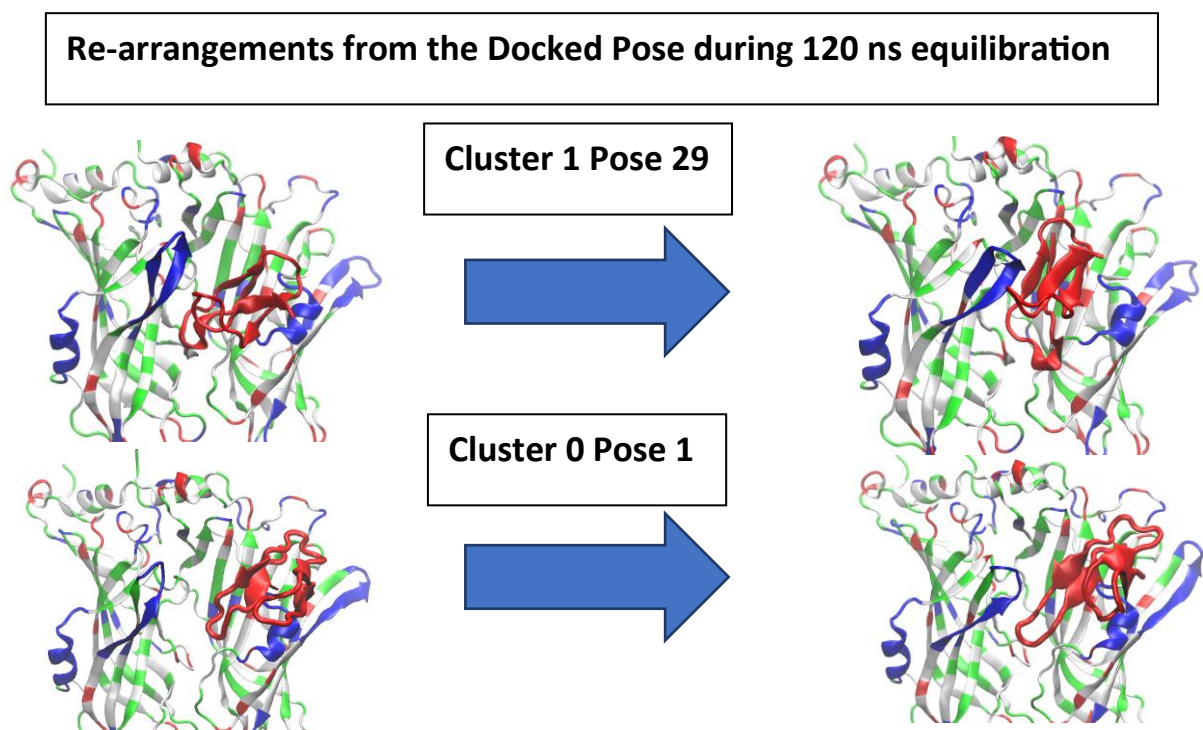 Re-arrangements from the Docked Pose during 120 ns equilibration
Cluster 1 Pose 29
Cluster 0 Pose 1